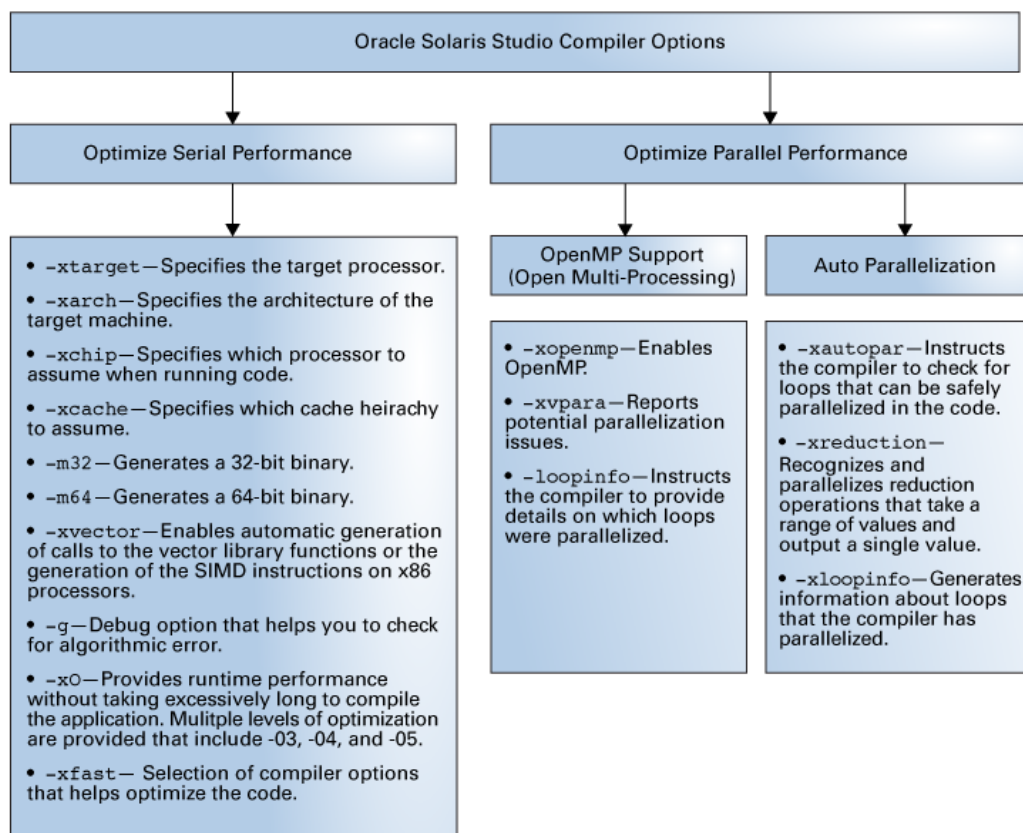 Oracle Solaris Studio Compiler Options
Optimize Serial Performance
• -xtarget—Specifies the target processor.
• -xarch—Specifies the architecture of the
target machine.
• -xchip—Specifies which processor to
assume when running code.
• -xcache—Specifies which cache heirachy
to assume.
• -m32—Generates a 32-bit binary.
• -m64—Generates a 64-bit binary.
• -xvector—Enables automatic generation
of calls to the vector library functions or the
generation of the SIMD instructions on x86
processors.
• -g—Debug option that helps you to check
for algorithmic error.
• -xO—Provides runtime performance
without taking excessively long to compile
the application. Mulitple levels of optimization
are provided that include -03, -04, and -05.
• -xfast— Selection of compiler options
that helps optimize the code.
Optimize Parallel Performance
OpenMP Support
(Open Multi-Processing)
• -xopenmp—Enables
OpenMP.
• -xvpara—Reports
potential parallelization
issues.
• -loopinfo—Instructs
the compiler to provide
details on which loops
were parallelized.
Auto Parallelization
• -xautopar—Instructs
the compiler to check for
loops that can be safely
parallelized in the code.
• -xreduction—
Recognizes and
parallelizes reduction
operations that take a
range of values and
output a single value.
• -xloopinfo—Generates
information about loops
that the compiler has
parallelized.